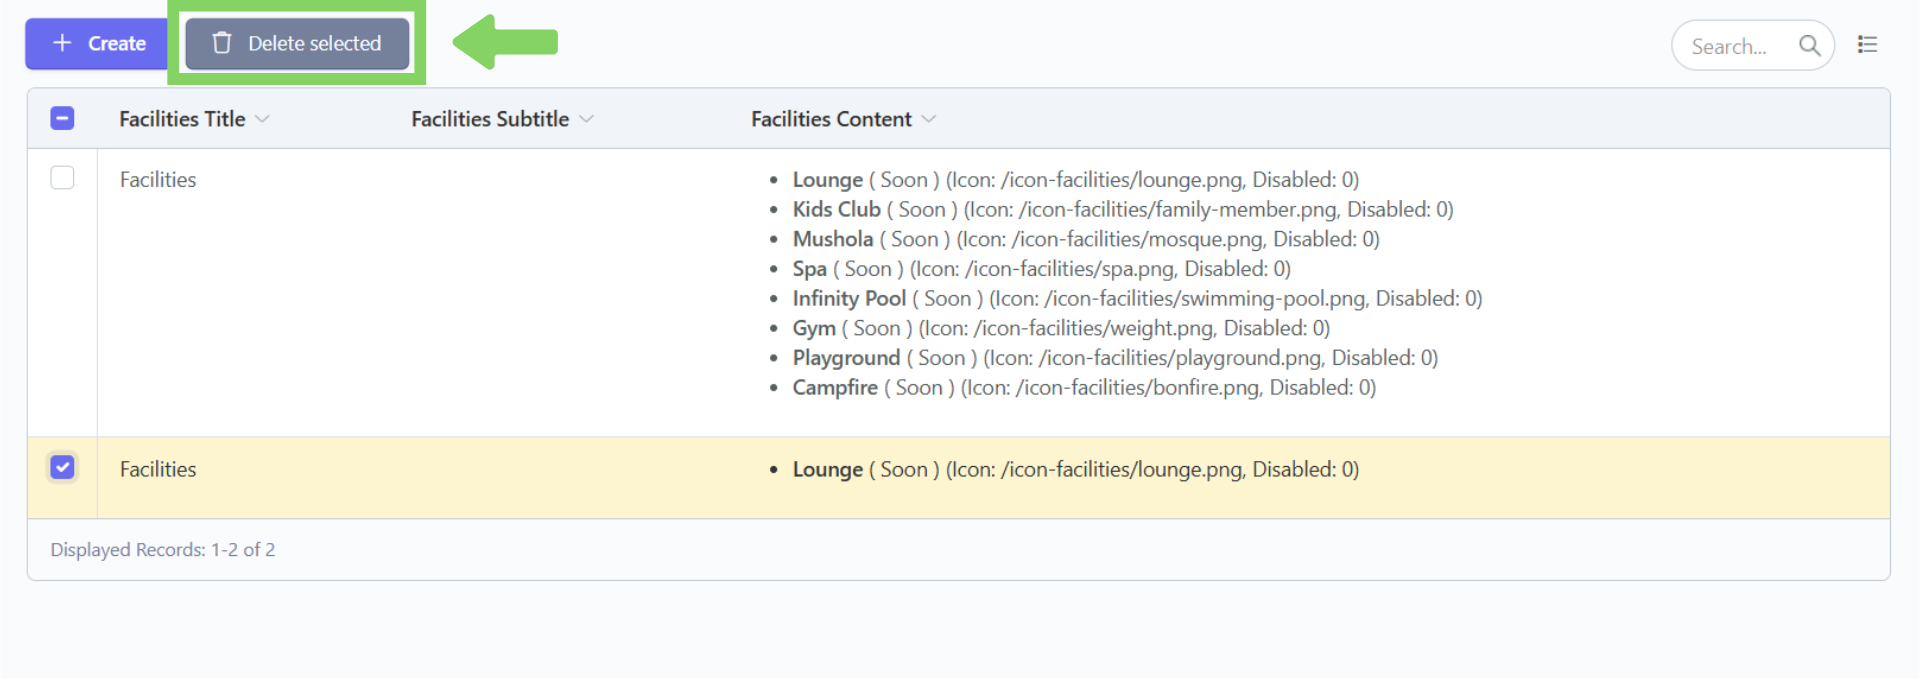 Create
Delete selected
Search...
Facilities Title
Facilities Subtitle
Facilities Content
Facilities
• Lounge ( Soon ) (Icon: /icon-facilities/lounge.png, Disabled: 0)
• Kids Club ( Soon ) (Icon: /icon-facilities/family-member.png, Disabled: 0)
• Mushola ( Soon ) (Icon: /icon-facilities/mosque.png, Disabled: 0)
• Spa ( Soon ) (Icon: /icon-facilities/spa.png, Disabled: 0)
• Infinity Pool ( Soon ) (Icon: /icon-facilities/swimming-pool.png, Disabled: 0)
• Gym ( Soon ) (Icon: /icon-facilities/weight.png, Disabled: 0)
• Playground ( Soon ) (Icon: /icon-facilities/playground.png, Disabled: 0)
• Campfire ( Soon ) (Icon: /icon-facilities/bonfire.png, Disabled: 0)
Facilities
• Lounge ( Soon ) (Icon: /icon-facilities/lounge.png, Disabled: 0)
Displayed Records: 1-2 of 2